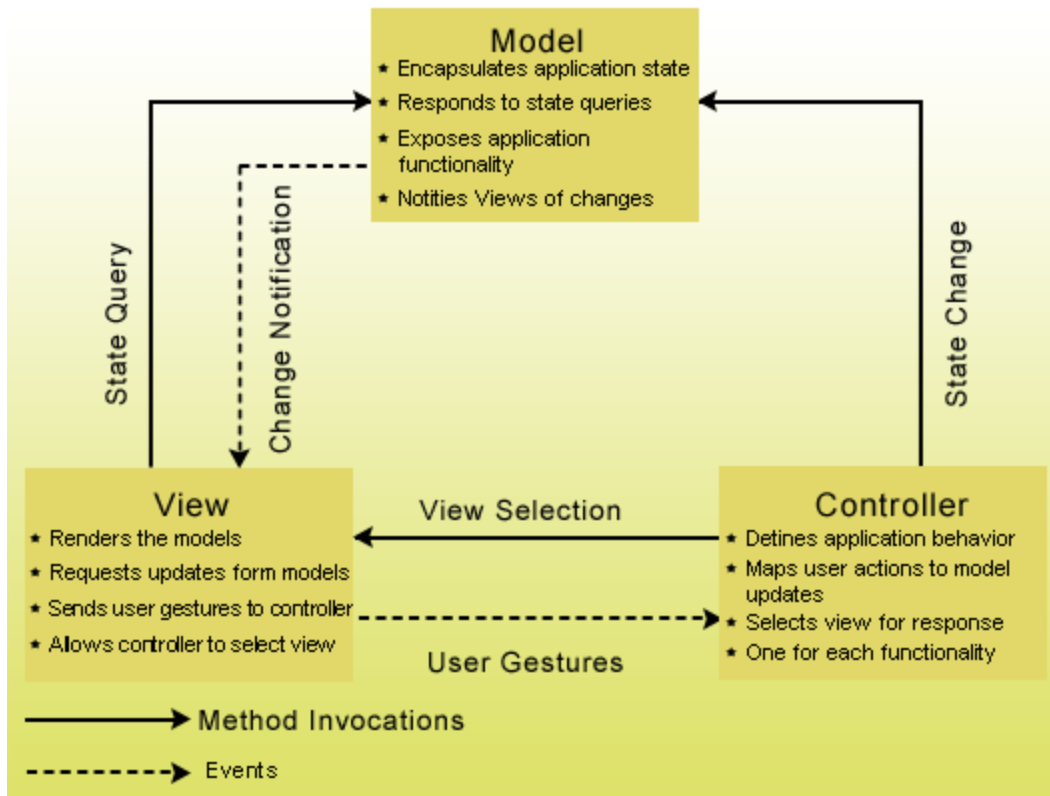 Model
★ Encapsulates application state
★ Responds to state queries
★ Exposes application
functionality
★ Notities Views of changes
State Query
Change Notification
State Change
View
★ Renders the models
★ Requests updates form models
★ Sends user gestures to controller
★ Allows controller to select view
View Selection
User Gestures
Controller
★ Detines application behavior
★ Maps user actions to model
updates
★ Selects view for response
★ One for each functionality
Method Invocations
Events